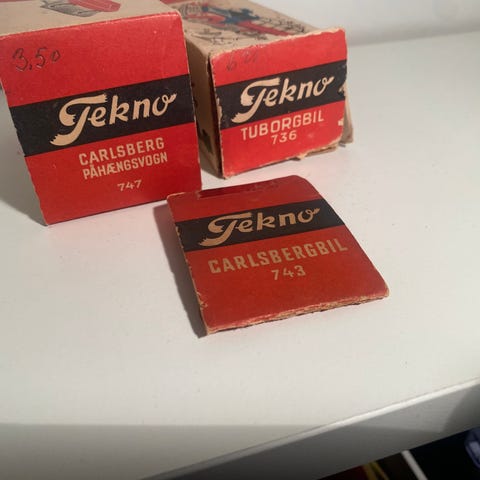 3,50
Tekno
CARLSBERG
PÅHÆNGSVOGN
747
Tekno
TUBORGBIL
736
Tekno
CARLSBERGBIL
743